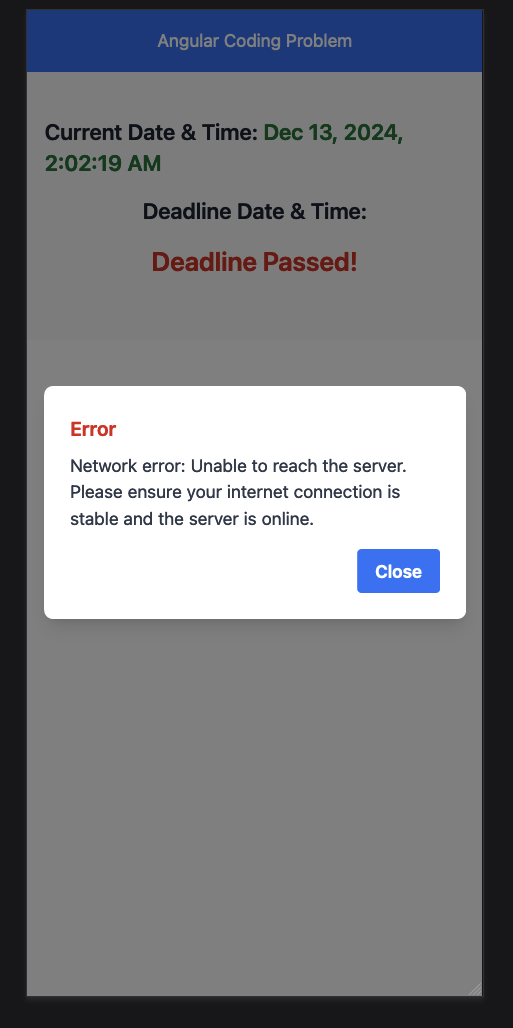 Angular Coding Problem
Current Date & Time: Dec 13, 2024,
2:02:19 AM
Deadline Date & Time:
Deadline Passed!
Error
Network error: Unable to reach the server.
Please ensure your internet connection is
stable and the server is online.
Close